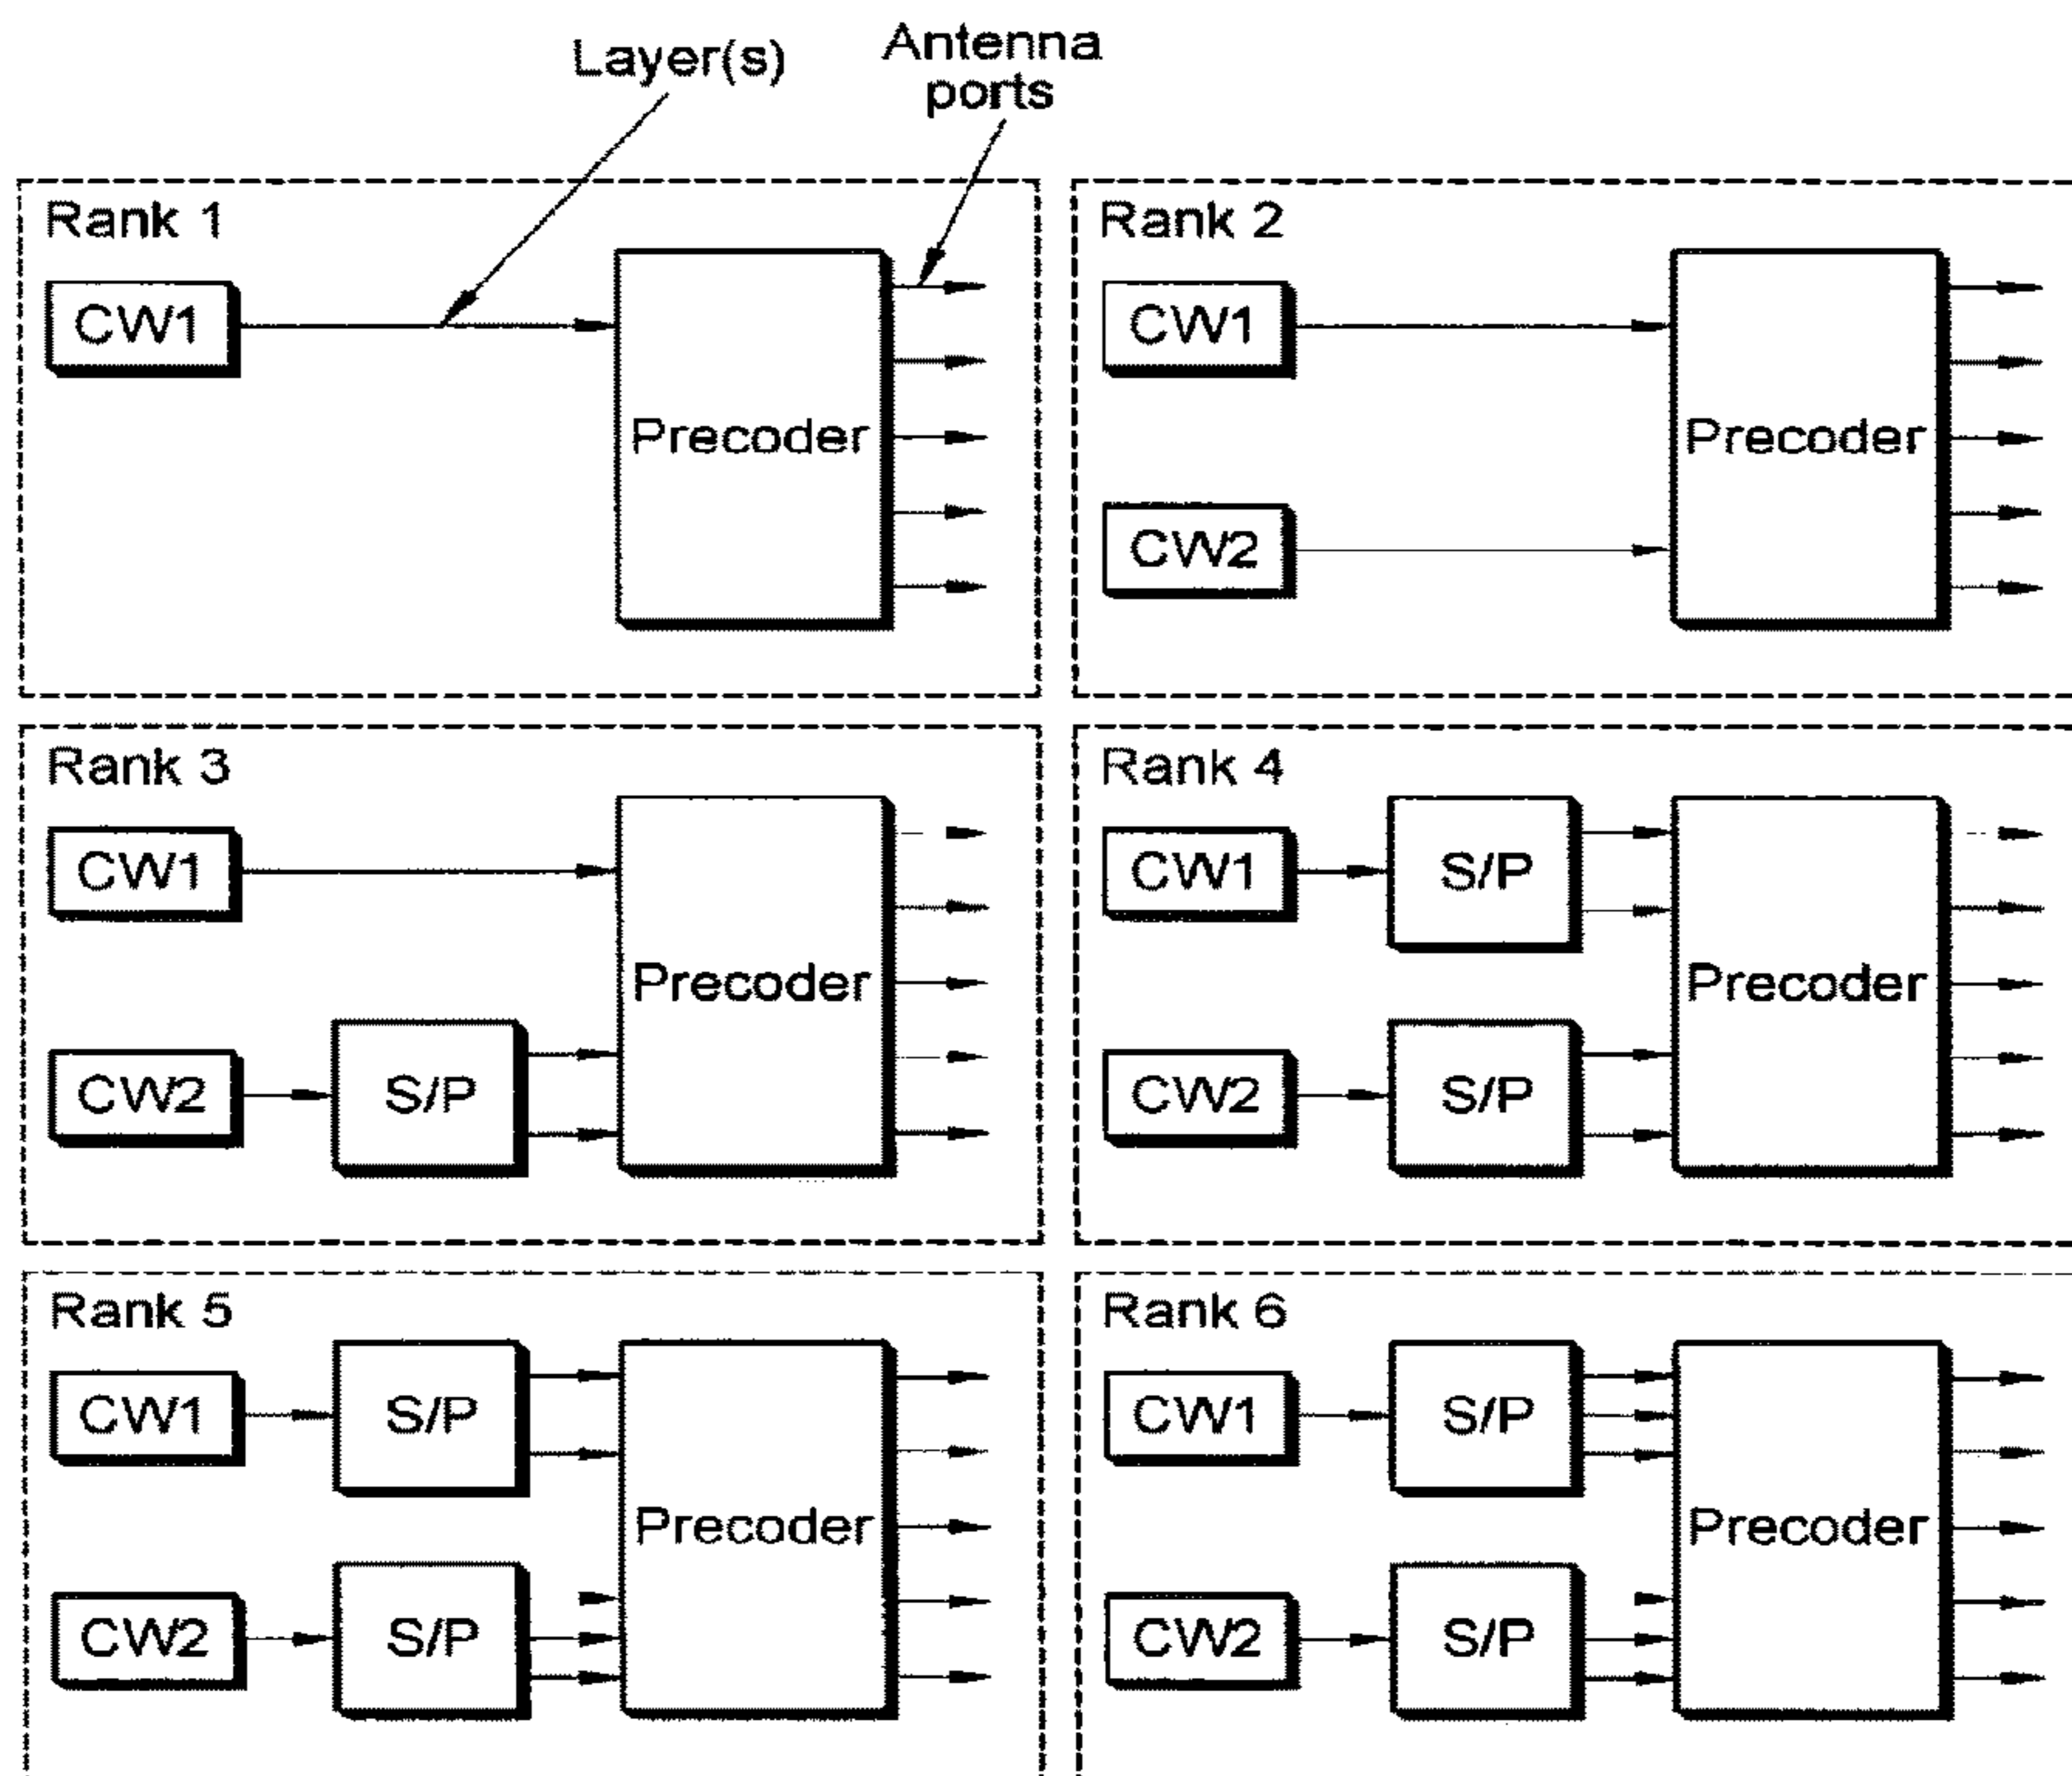 Layer(s)
Antenna
ports
Rank 1
CW1
Precoder
Rank 2
CW1
CW2
Precoder
Rank 3
CW1
CW2
S/P
Precoder
Rank 4
CW1
S/P
CW2
S/P
Precoder
Rank 5
CW1
S/P
CW2
S/P
Precoder
Rank 6
CW1
S/P
CW2
S/P
Precoder